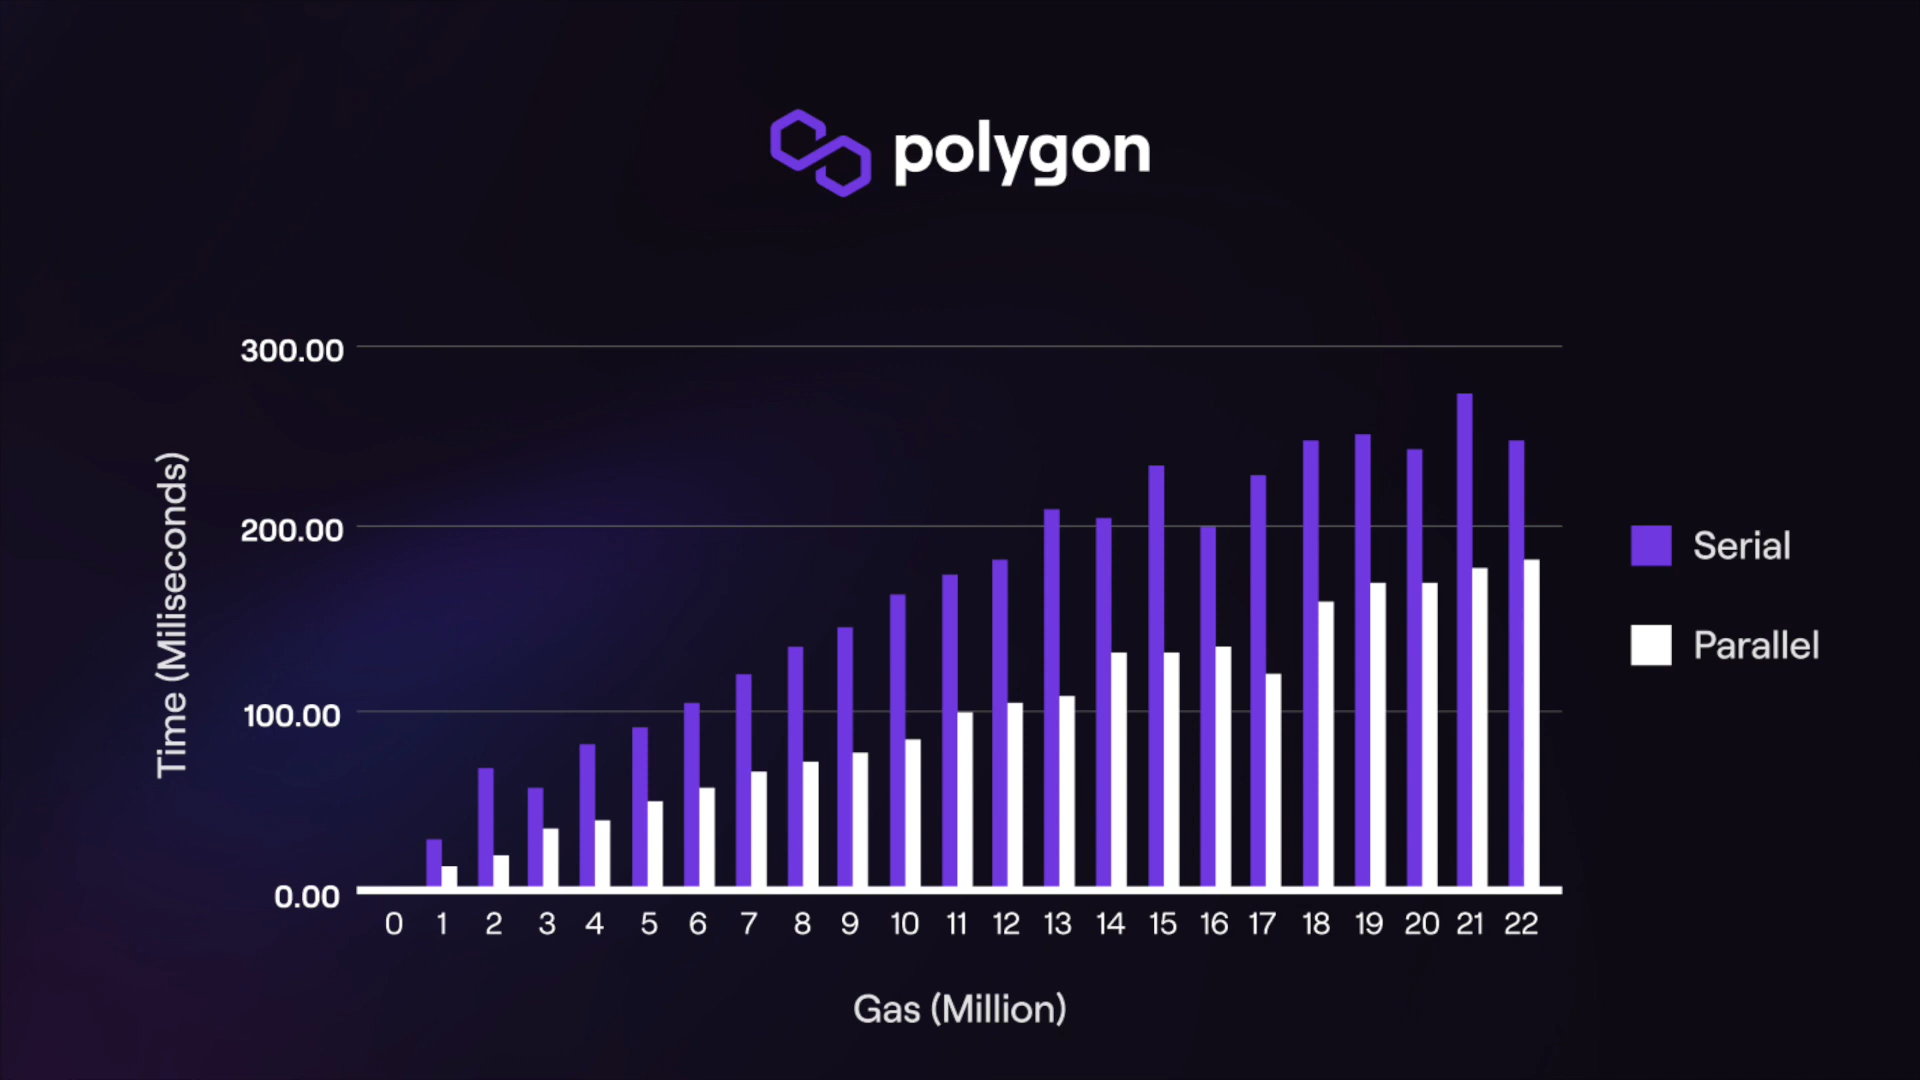 polygon
300.00
200.00
100.00
0.00
Time (Miliseconds)
0 1 2 3 4 5 6 7 8 9 10 11 12 13 14 15 16 17 18 19 20 21 22
Gas (Million)
Serial
Parallel